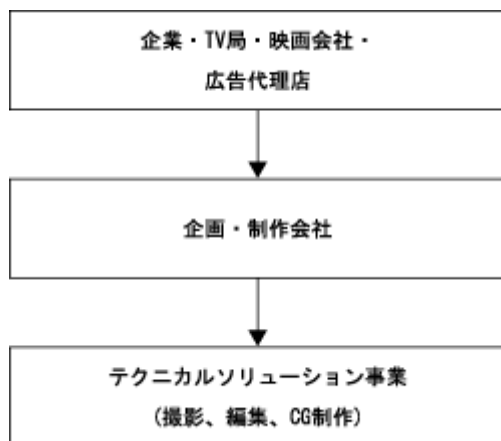 企業・TV局・映画会社・
広告代理店
企画・制作会社
テクニカルソリューション事業
(撮影、編集、CG制作)